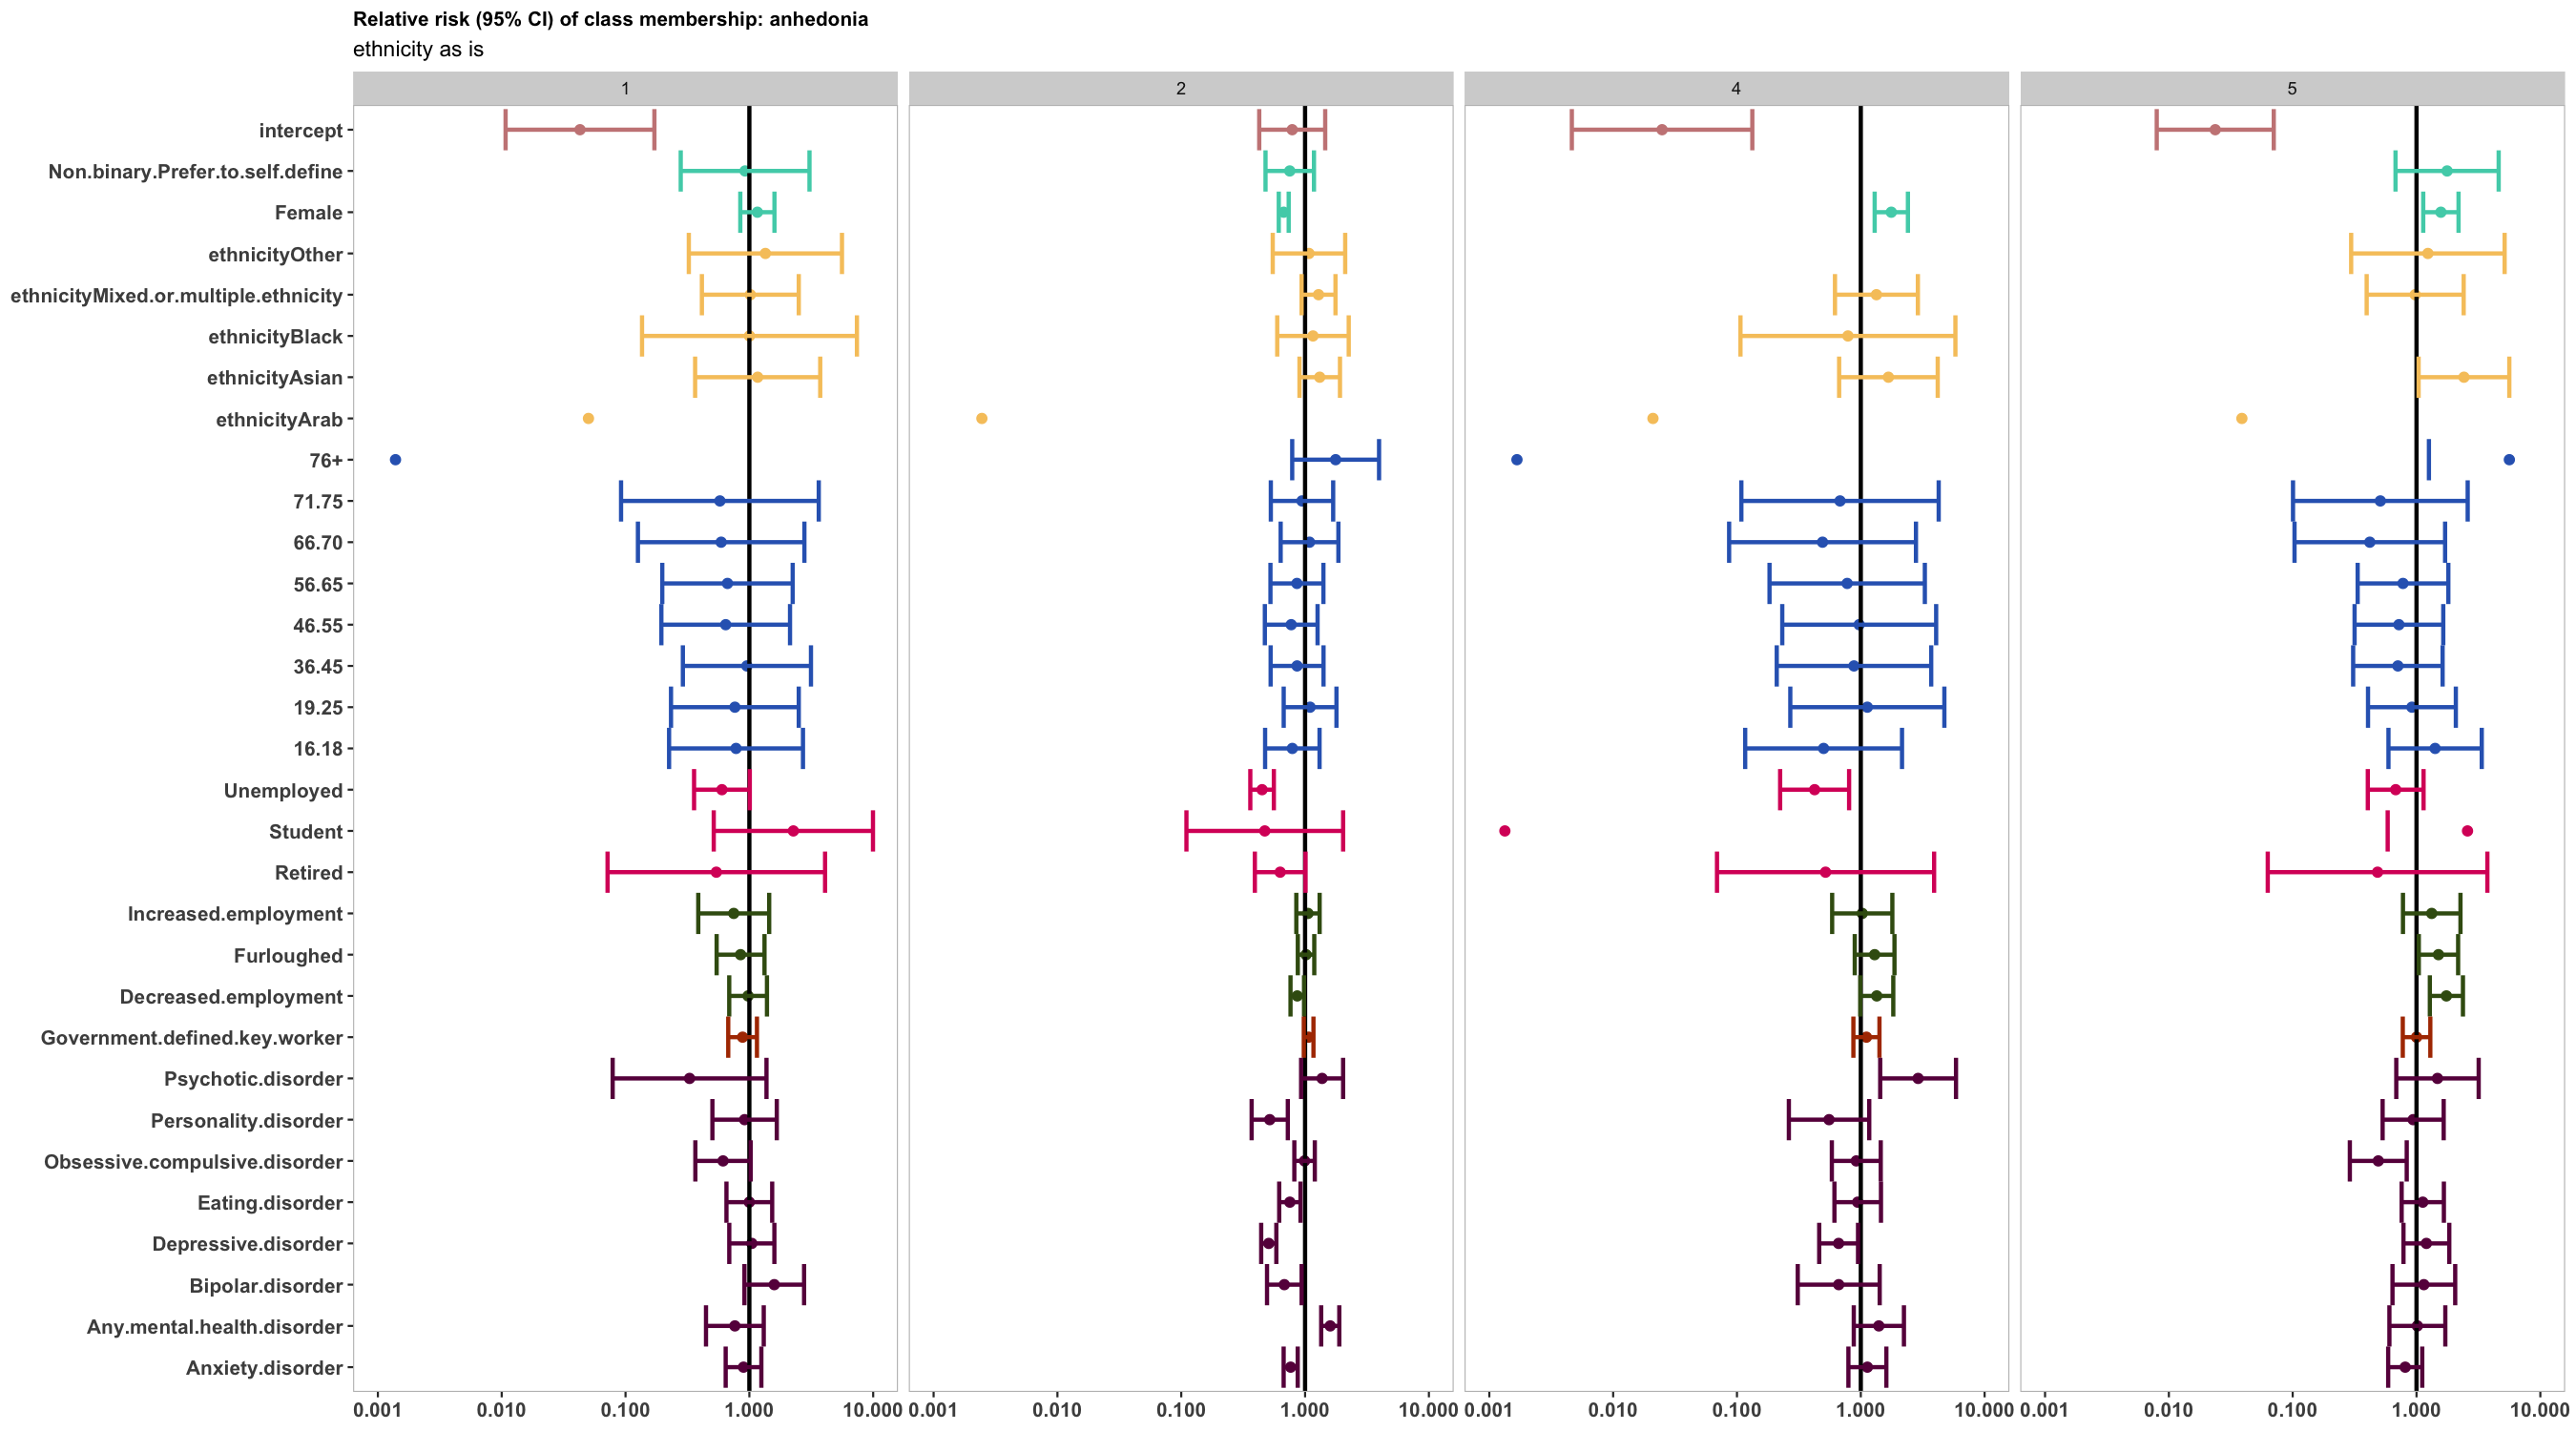 Relative risk (95% CI) of class membership: anhedonia
ethnicity as is
1 2 4 5
intercept
Non.binary.Prefer.to.self.define
Female
ethnicityOther
ethnicityMixed.or.multiple.ethnicity
ethnicityBlack
ethnicityAsian
ethnicityArab
76+
71.75
66.70
56.65
46.55
36.45
19.25
16.18
Unemployed
Student
Retired
Increased.employment
Furloughed
Decreased.employment
Government.defined.key.worker
Psychotic.disorder
Personality.disorder
Obsessive.compulsive.disorder
Eating.disorder
Depressive.disorder
Bipolar.disorder
Any.mental.health.disorder
Anxiety.disorder
0.001 0.010 0.100 1.000 10.000 0.001 0.010 0.100 1.000 10.000 0.001 0.010 0.100 1.000 10.000 0.001 0.010 0.100 1.000 10.000